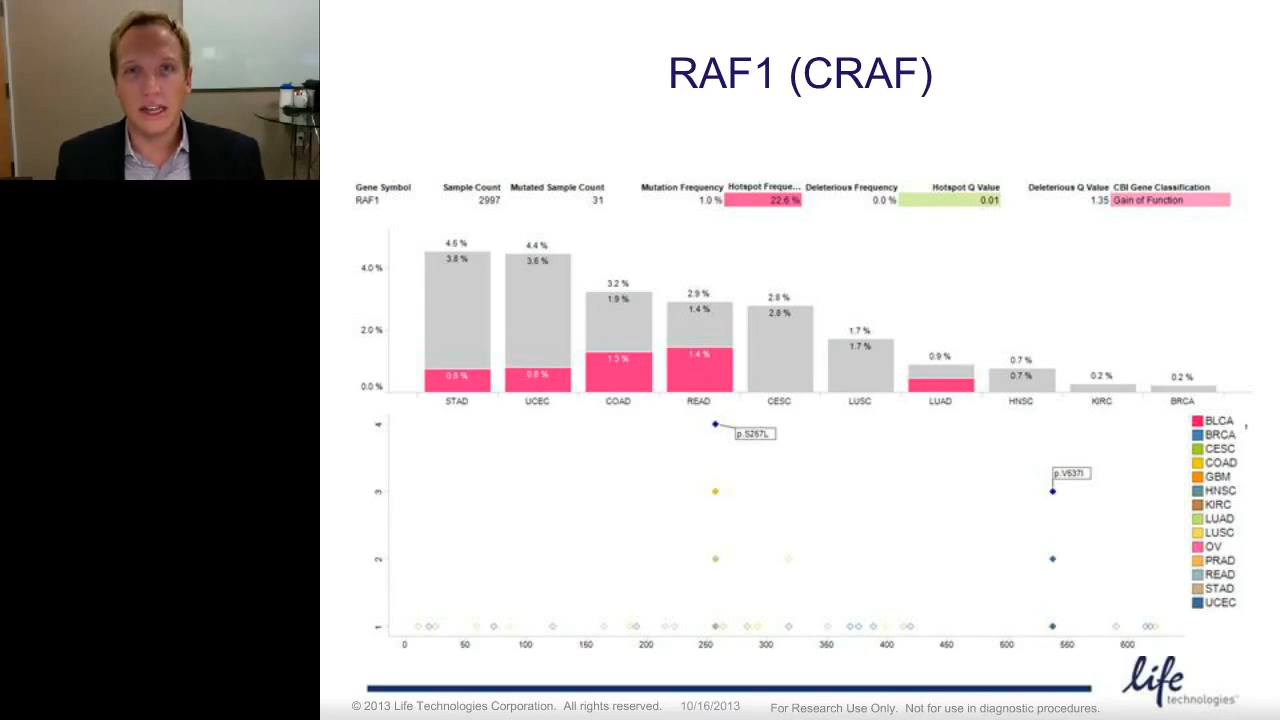 RAF1 (CRAF)
Gene Symbol Sample Count Mutated Sample Count Mutation Frequency Hotspot Freque... Deleterious Frequency Hotspot Q Value Deleterious Q Value CBI Gene Classification
RAF1 2997 31 1.0 % 22.6 % 0.0 % 0.01 1.35 Gain of Function
4.5 % 4.4 %
3.8 % 3.6 %
4.0 %
3.2 %
1.9 %
2.9 %
1.4 %
2.8 %
2.8 %
2.0 %
1.7 %
1.7 %
0.9 %
0.7 %
0.7 %
0.2 %
0.2 %
0.8 % 0.8 % 1.3 % 1.4 %
0.0 %
STAD UCEC COAD READ CESC LUSC LUAD HNSC KIRC BRCA
4
p.S257L
3
p.V537I
2
1
0 50 100 150 200 250 300 350 400 450 500 550 600
BLCA
BRCA
CESC
COAD
GBM
HNSC
KIRC
LUAD
LUSC
OV
PRAD
READ
STAD
UCEC
life
technologies™
© 2013 Life Technologies Corporation. All rights reserved. 10/16/2013 For Research Use Only. Not for use in diagnostic procedures.